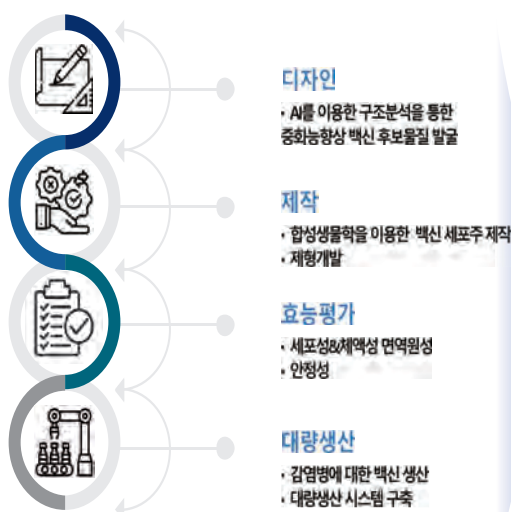 디자인
• AI를 이용한 구조분석을 통한
중화능향상 백신 후보물질 발굴
제작
• 합성생물학을 이용한 백신 세포주 제작
• 제형개발
효능평가
• 세포성&체액성 면역원성
• 안정성
대량생산
• 감염병에 대한 백신 생산
• 대량생산 시스템 구축